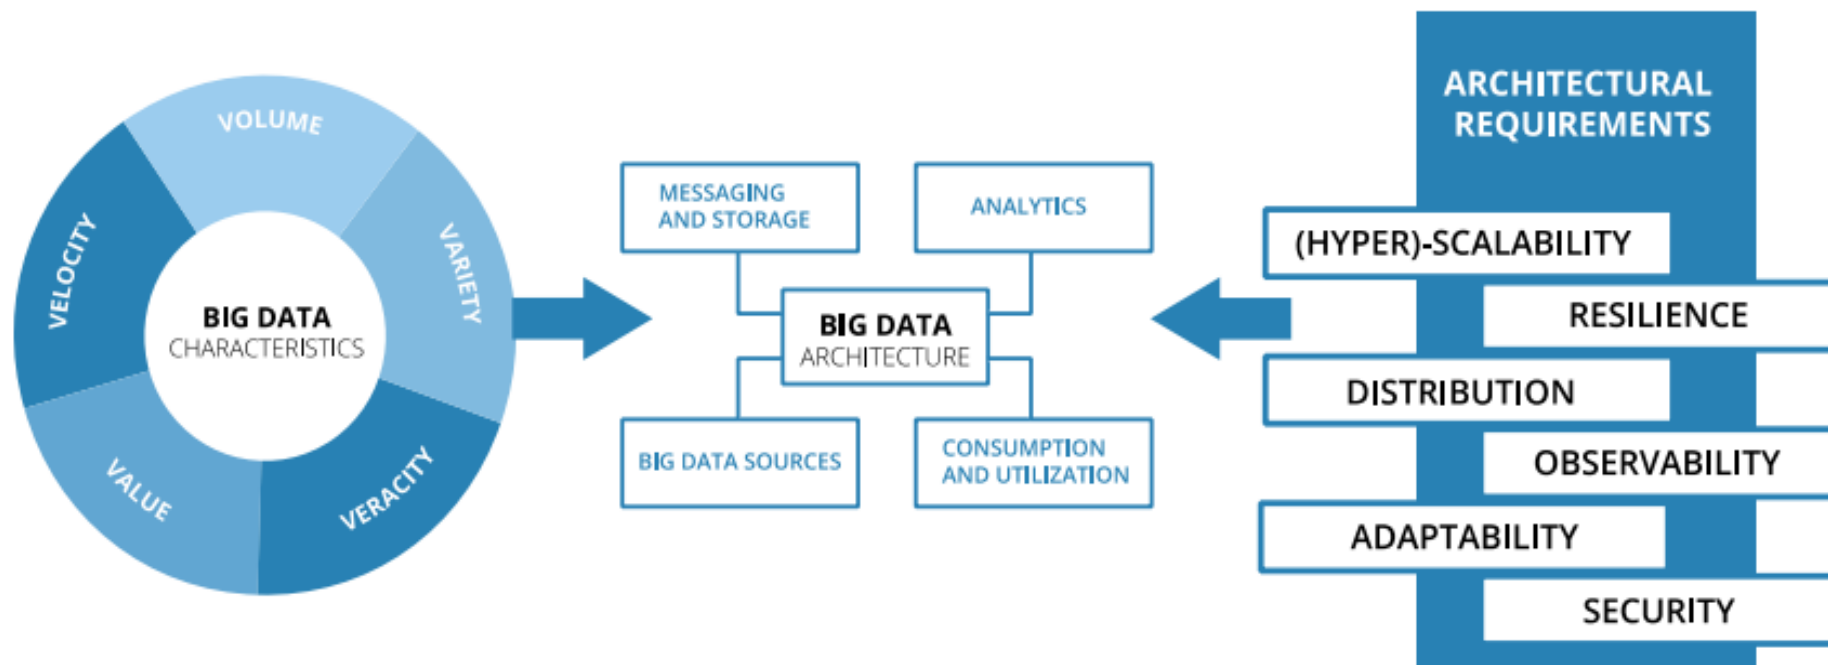 VOLUME
VARIETY
VERACITY
VALUE
VELOCITY
BIG DATA
CHARACTERISTICS
MESSAGING
AND STORAGE
ANALYTICS
BIG DATA
ARCHITECTURE
BIG DATA SOURCES
CONSUMPTION
AND UTILIZATION
ARCHITECTURAL
REQUIREMENTS
(HYPER)-SCALABILITY
RESILIENCE
DISTRIBUTION
OBSERVABILITY
ADAPTABILITY
SECURITY